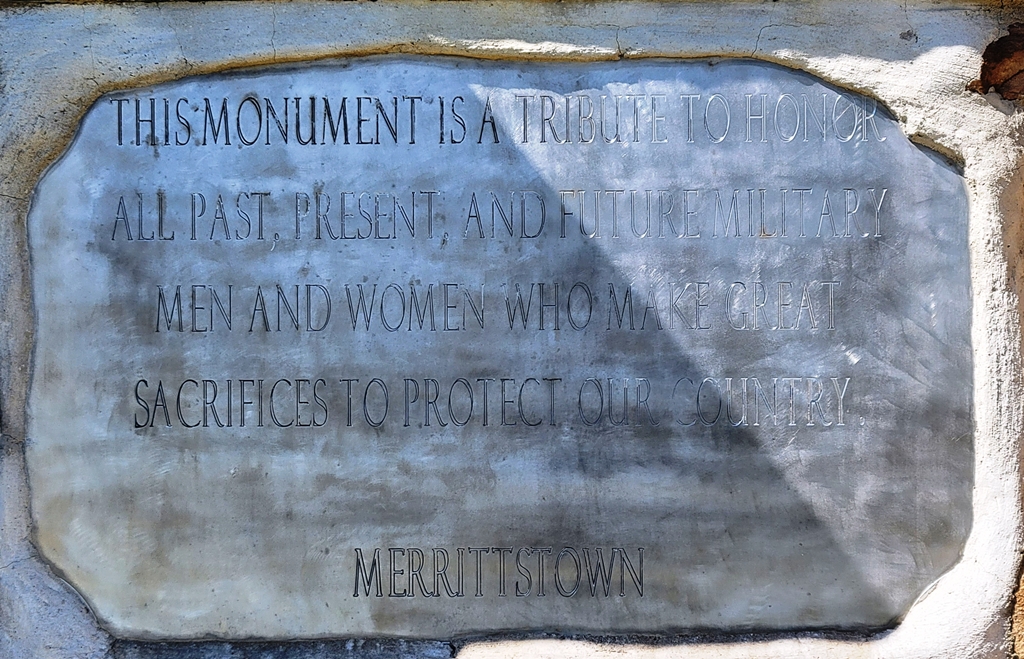 THIS MONUMENT IS A TRIBUTE TO HONOR
ALL PAST, PRESENT, AND FUTURE MILITARY
MEN AND WOMEN WHO MAKE GREAT
SACRIFICES TO PROTECT OUR COUNTRY.
MERRITTSTOWN